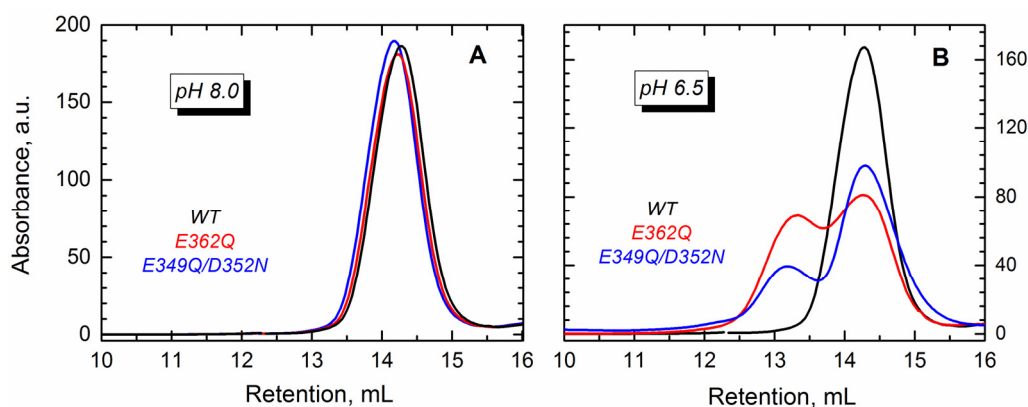 A
pH 8.0
WT
E362Q
E349Q/D352N
Absorbance, a.u.
200
150
100
50
0
10 11 12 13 14 15 16
Retention, mL
B
pH 6.5
WT
E362Q
E349Q/D352N
160
120
80
40
0
10 11 12 13 14 15 16
Retention, mL